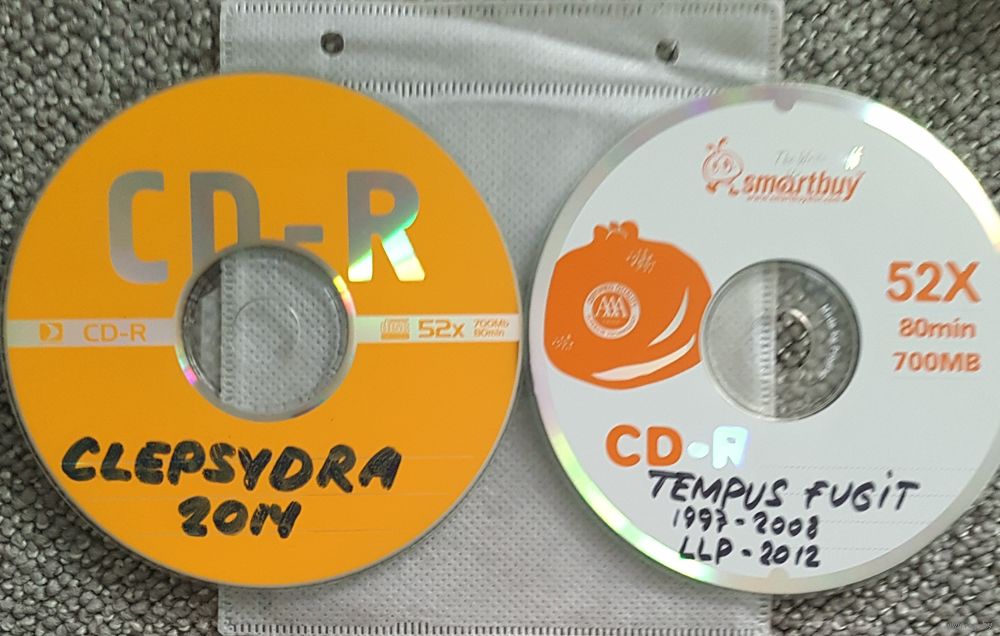 CD-R
CD-R
52x
700Mb
80min
CLEPSYDRA
2014
smartbuy
52X
80min
700MB
CD-R
TEMPUS FUGIT
1997-2008
LLP-2012